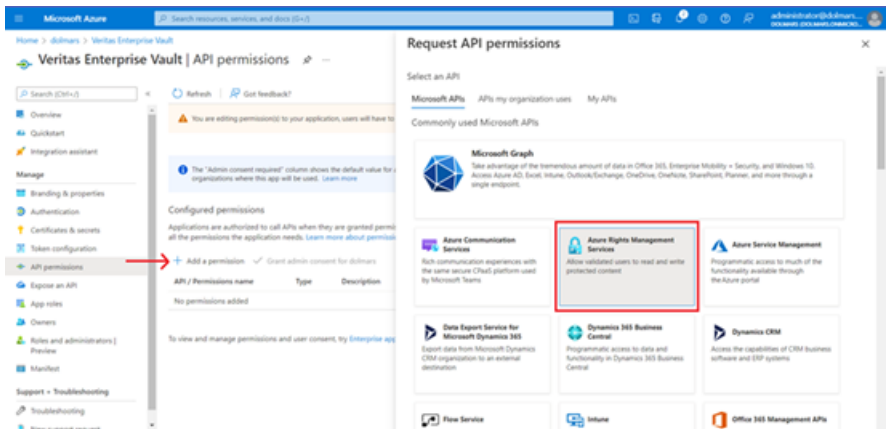 Microsoft Azure
Search resources, services, and docs (G+/)
administrator@dolmars...
DOLMARS (DOLMARS.ONMICRO...
Home > dolmars > Veritas Enterprise Vault
Veritas Enterprise Vault | API permissions
Search (Ctrl+/)
Overview
Quickstart
Integration assistant
Manage
Branding & properties
Authentication
Certificates & secrets
Token configuration
API permissions
Expose an API
App roles
Owners
Roles and administrators |
Preview
Manifest
Support + Troubleshooting
Troubleshooting
New support request
Refresh
Got feedback?
You are editing permission(s) to your application, users will have to
The "Admin consent required" column shows the default value for
organizations where this app will be used. Learn more
Configured permissions
Applications are authorized to call APIs when they are granted permi
all the permissions the application needs. Learn more about permissi
Add a permission
Grant admin consent for dolmars
API / Permissions name
Type
Description
No permissions added
To view and manage permissions and user consent, try Enterprise app
Request API permissions
Select an API
Microsoft APIs
APIs my organization uses
My APIs
Commonly used Microsoft APIs
Microsoft Graph
Take advantage of the tremendous amount of data in Office 365, Enterprise Mobility + Security, and Windows 10.
Access Azure AD, Excel, Intune, Outlook/Exchange, OneDrive, OneNote, SharePoint, Planner, and more through a
single endpoint.
Azure Communication
Services
Rich communication experiences with
the same secure CPaaS platform used
by Microsoft Teams
Azure Rights Management
Services
Allow validated users to read and write
protected content
Azure Service Management
Programmatic access to much of the
functionality available through
the Azure portal
Data Export Service for
Microsoft Dynamics 365
Export data from Microsoft Dynamics
CRM organization to an external
destination
Dynamics 365 Business
Central
Programmatic access to data and
functionality in Dynamics 365 Business
Central
Dynamics CRM
Access the capabilities of CRM business
software and ERP systems
Flow Service
Intune
Office 365 Management APIs